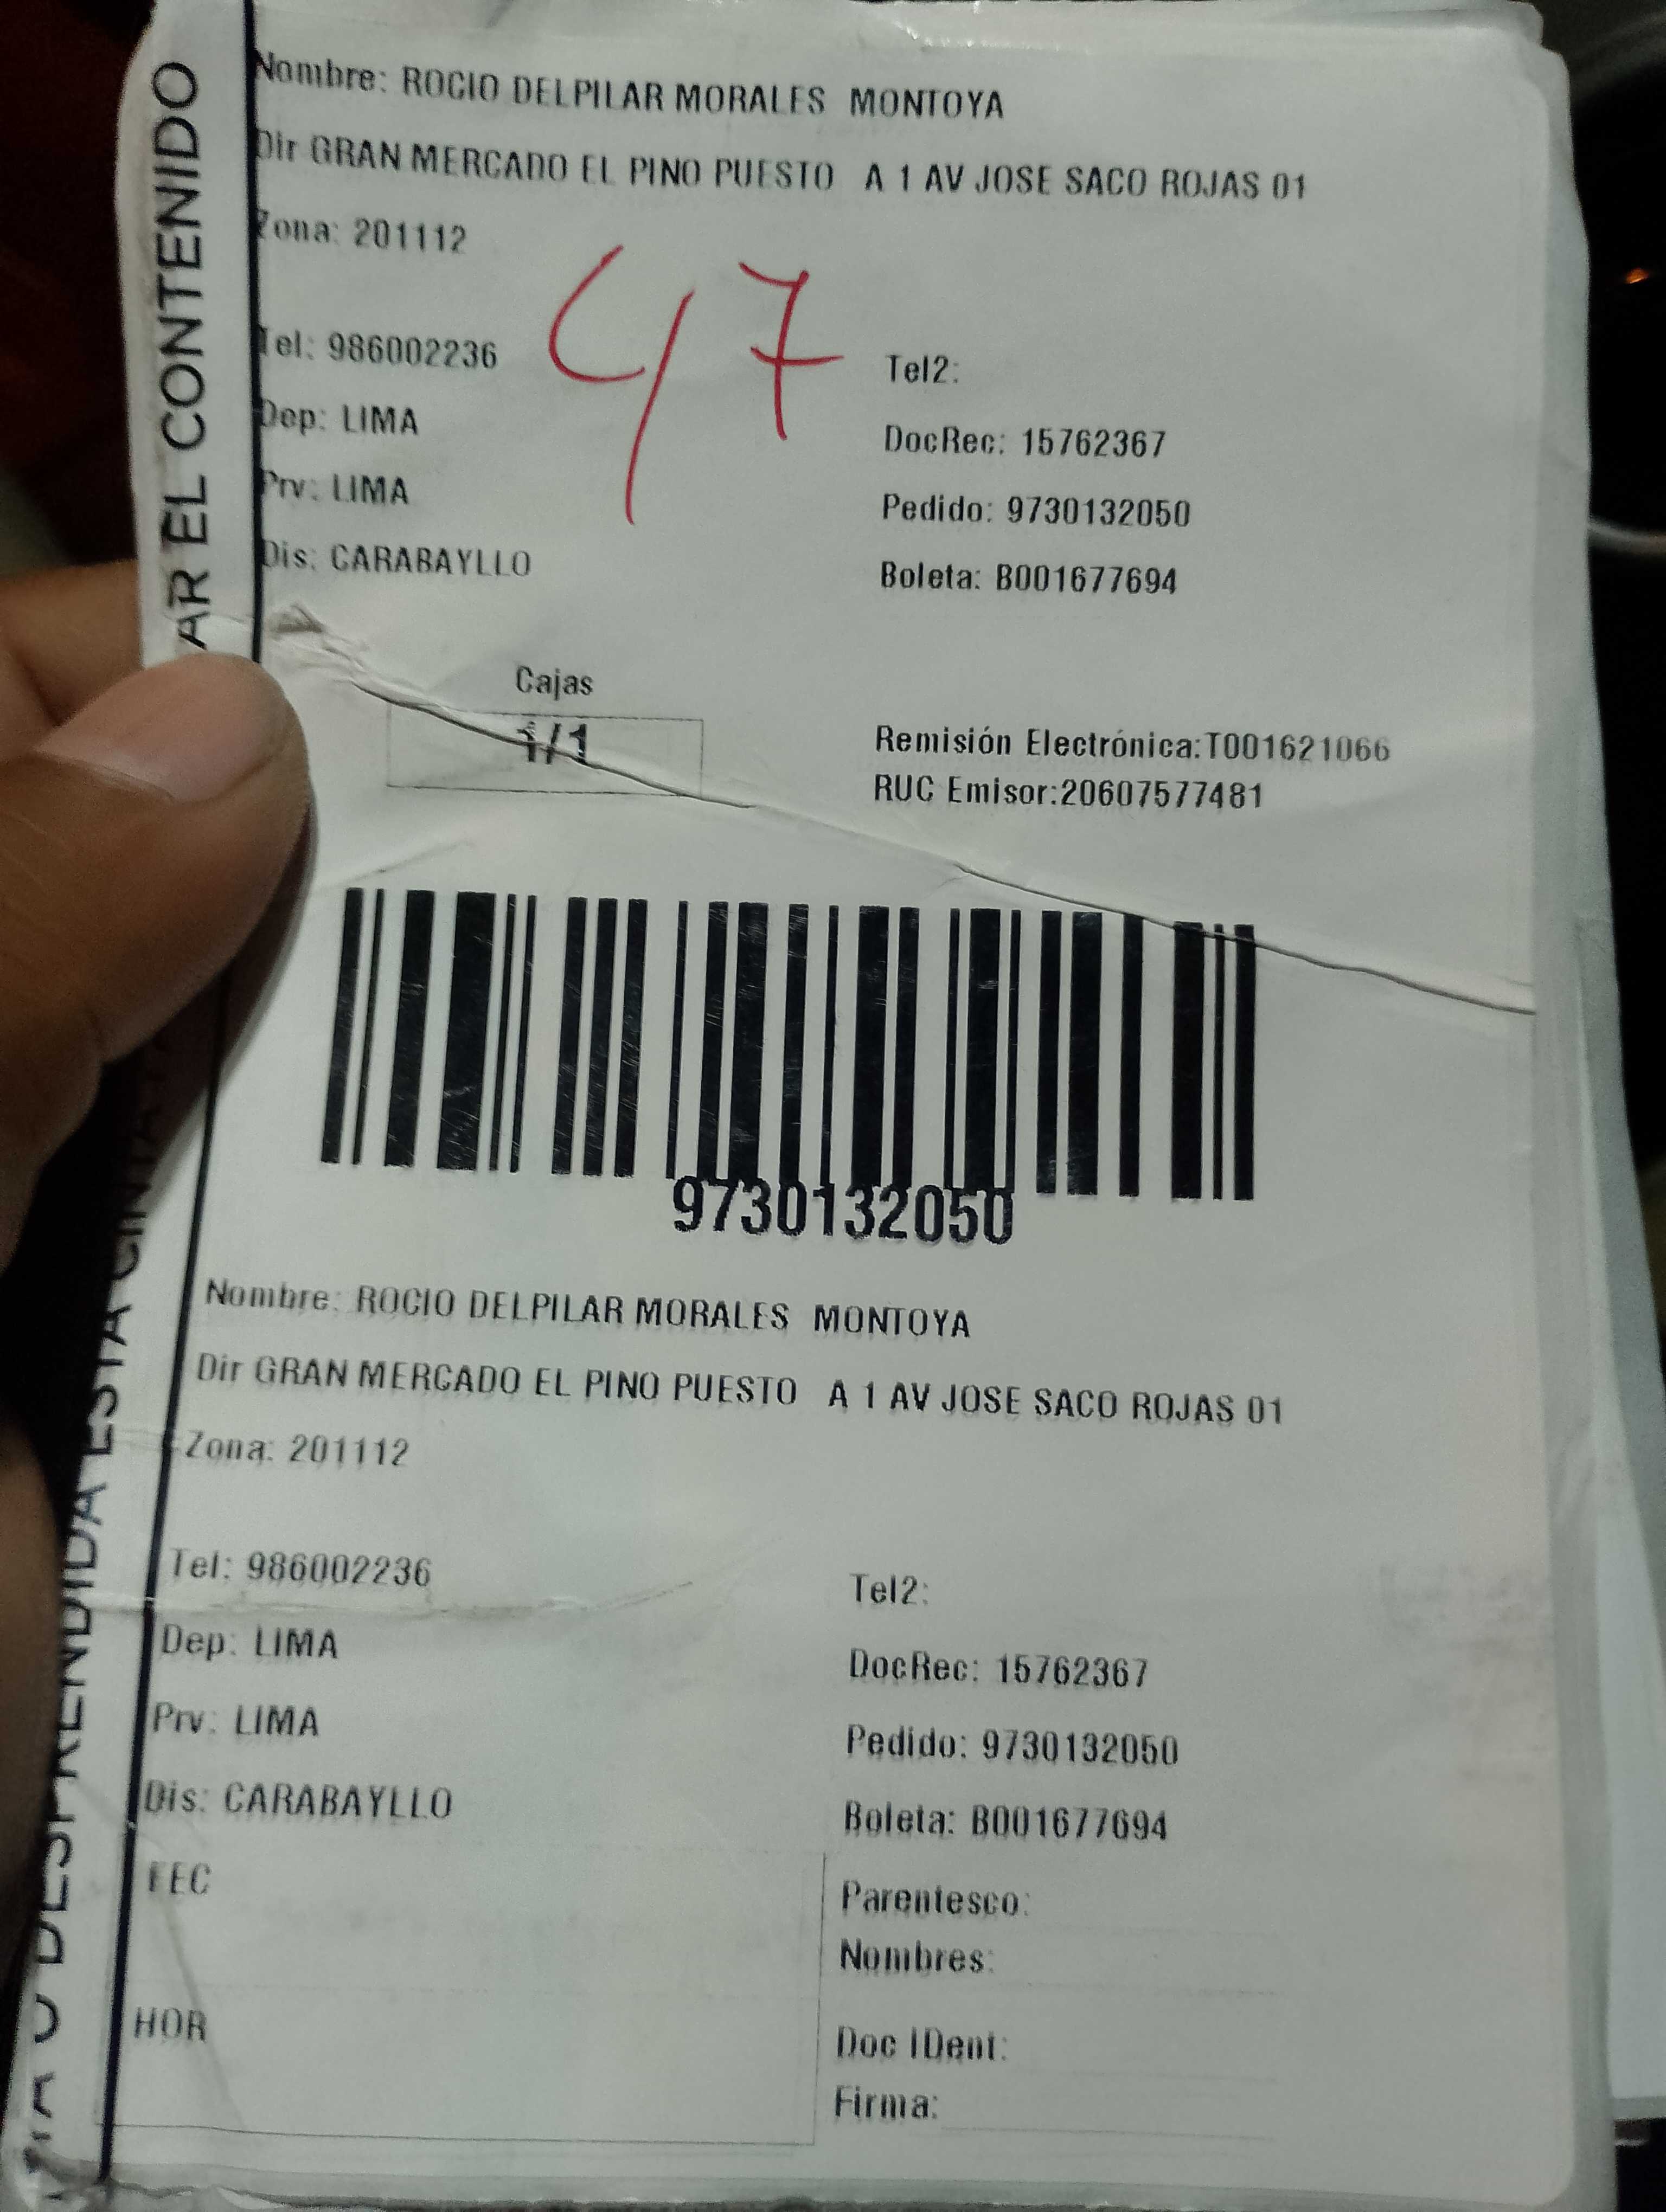 Nombre: ROCIO DELPILAR MORALES MONTOYA
Dir GRAN MERCADO EL PINO PUESTO A 1 AV JOSE SACO ROJAS 01
Zona: 201112
47
Tel: 986002236
Tel2:
Dep: LIMA
DocRec: 15762367
Prv: LIMA
Pedido: 9730132050
Dis: CARABAYLLO
Boleta: B001677694
Cajas
1/1
Remisión Electrónica:T001621066
RUC Emisor:20607577481
9730132050
Nombre: ROCIO DELPILAR MORALES MONTOYA
Dir GRAN MERCADO EL PINO PUESTO A 1 AV JOSE SACO ROJAS 01
Zona: 201112
Tel: 986002236
Tel2:
Dep: LIMA
DocRec: 15762367
Prv: LIMA
Pedido: 9730132050
Dis: CARABAYLLO
Boleta: B001677694
FEC
Parentesco:
Nombres:
HOR
Doc IDent:
Firma:
O DESPRENDIDA ESTA CINTA
EL CONTENIDO